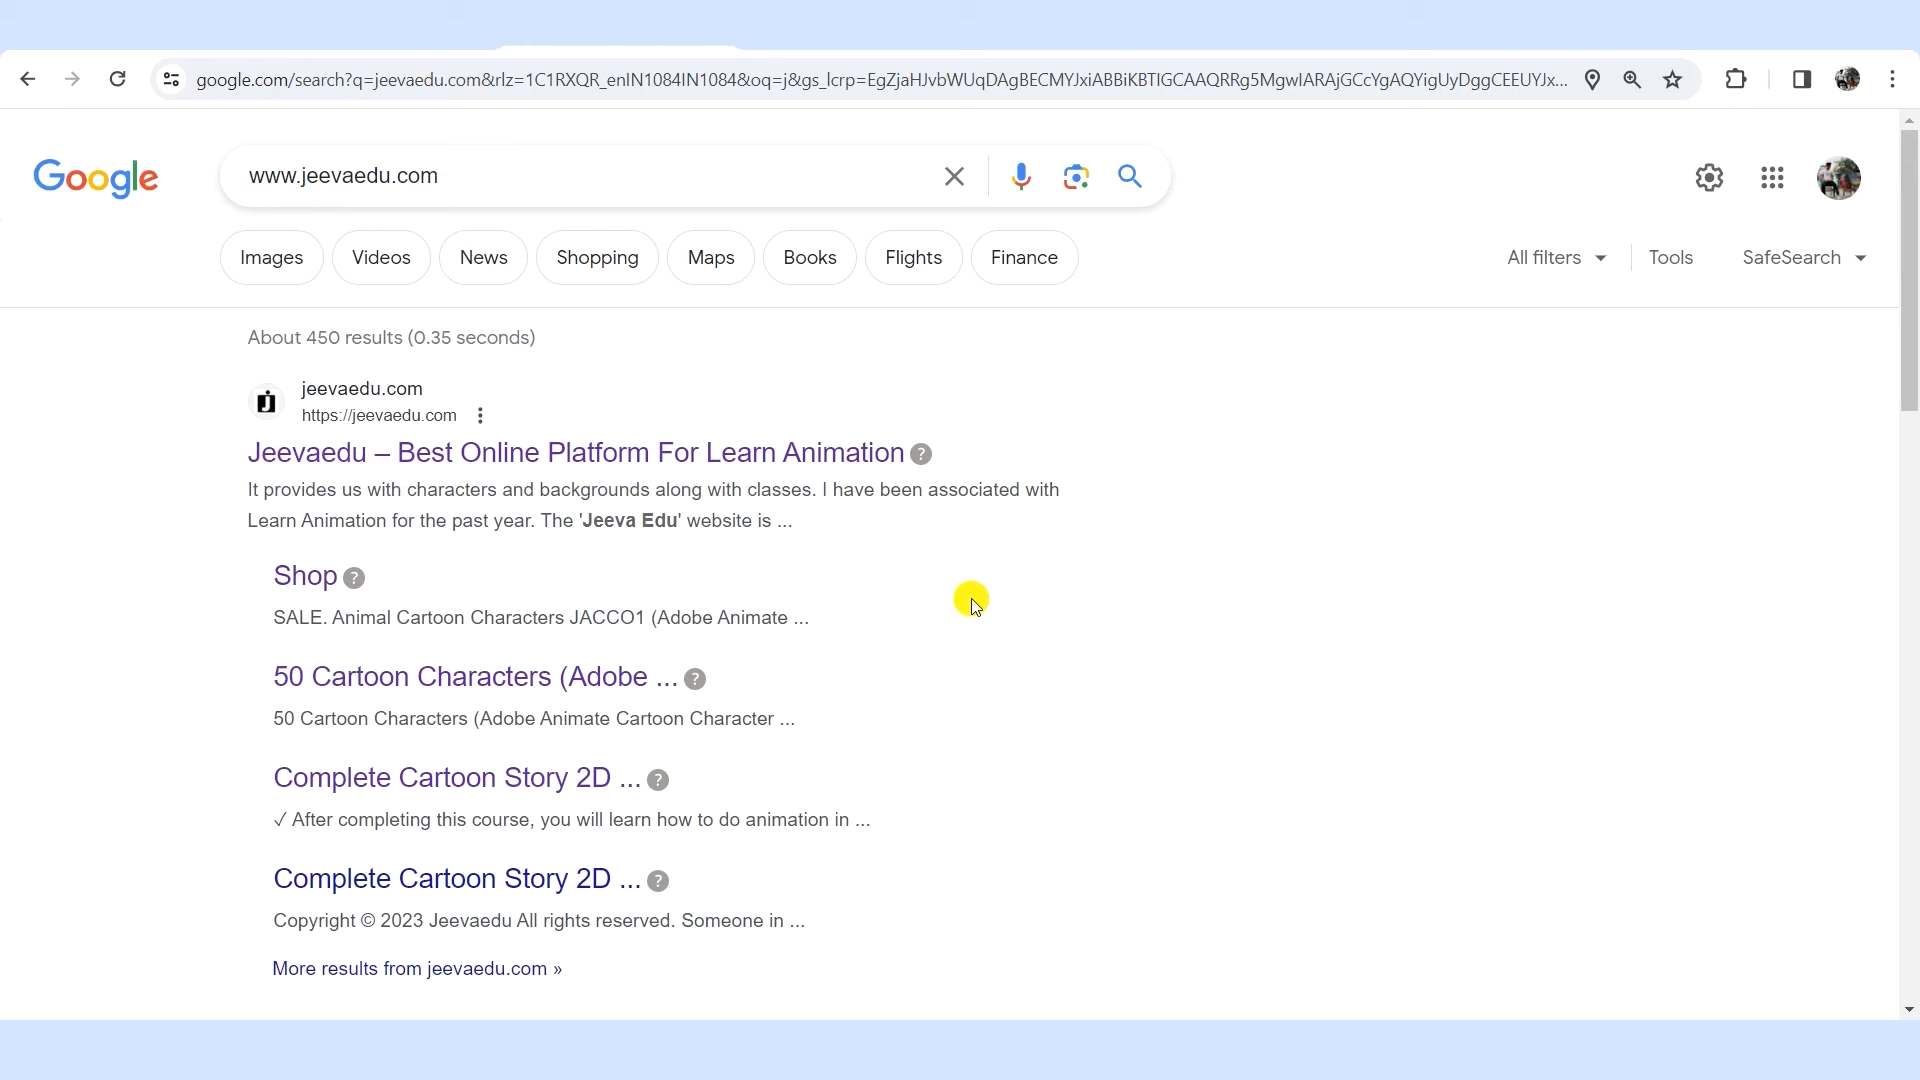 google.com/search?q=jeevaedu.com&rlz=1C1RXQR_enIN1084IN1084&oq=j&gs_lcrp=EgZjaHJvbWUqDAgBECMYJxiABBiKBTIGCAAQRRg5MgwIARAjGCcYgAQYigUyDggCEEUYJx...
Google
www.jeevaedu.com
Images Videos News Shopping Maps Books Flights Finance All filters Tools SafeSearch
About 450 results (0.35 seconds)
jeevaedu.com
https://jeevaedu.com
Jeevaedu – Best Online Platform For Learn Animation
It provides us with characters and backgrounds along with classes. I have been associated with
Learn Animation for the past year. The 'Jeeva Edu' website is ...
Shop
SALE. Animal Cartoon Characters JACCO1 (Adobe Animate ...
50 Cartoon Characters (Adobe ...
50 Cartoon Characters (Adobe Animate Cartoon Character ...
Complete Cartoon Story 2D ...
✓ After completing this course, you will learn how to do animation in ...
Complete Cartoon Story 2D ...
Copyright © 2023 Jeevaedu All rights reserved. Someone in ...
More results from jeevaedu.com »